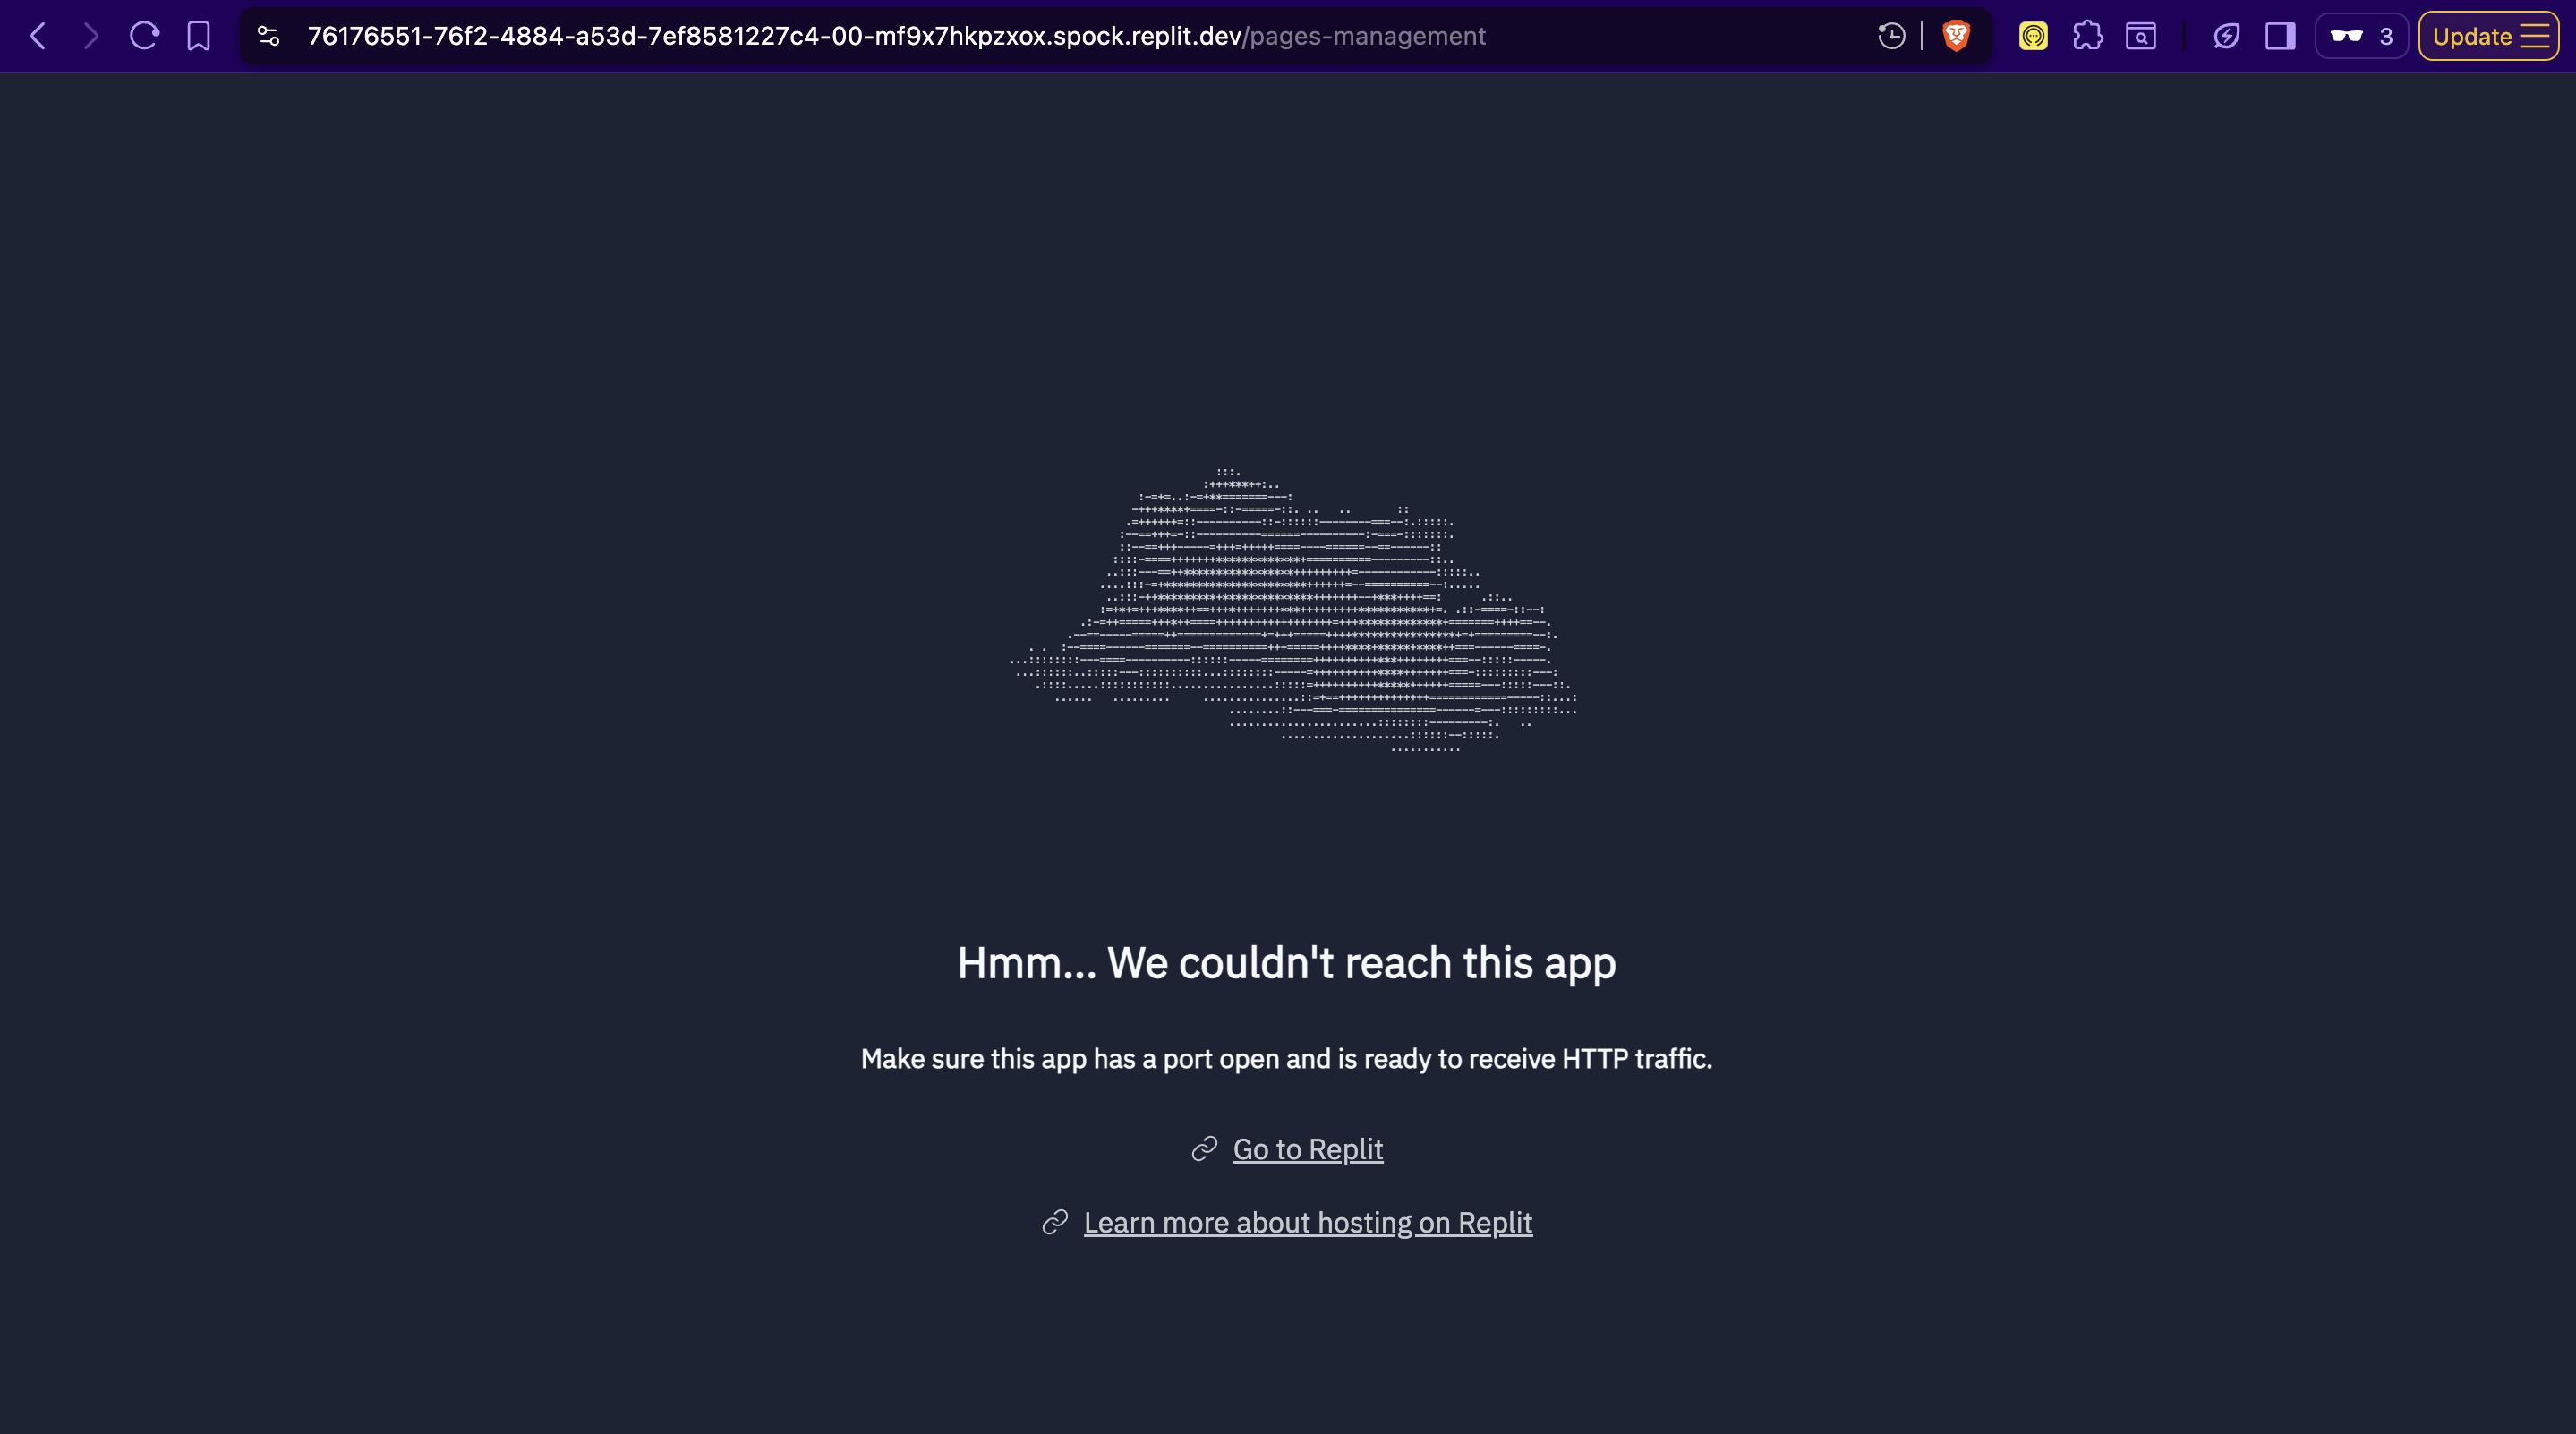 76176551-76f2-4884-a53d-7ef8581227c4-00-mf9x7hkpzxox.spock.replit.dev/pages-management
3
Update
Hmm... We couldn't reach this app
Make sure this app has a port open and is ready to receive HTTP traffic.
Go to Replit
Learn more about hosting on Replit